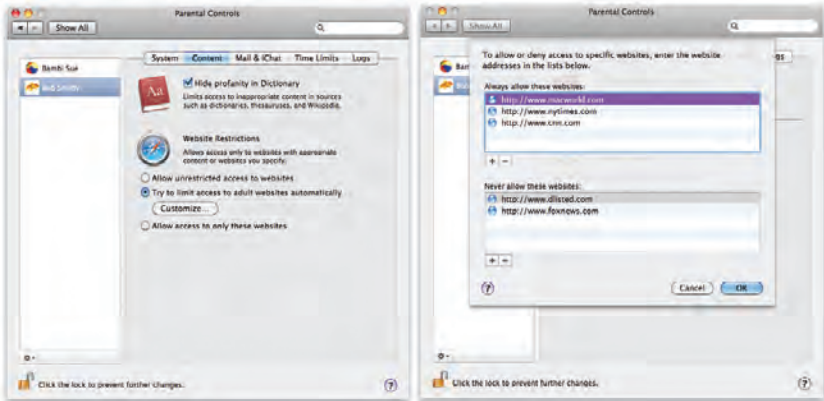 Parental Controls
Show All
System Content Mail & iChat Time Limits Logs
Bambi Sue
Aa
Hide profanity in Dictionary
Limits access to inappropriate content in sources
such as dictionaries, thesauruses, and Wikipedia.
Website Restrictions
Allows access only to websites with appropriate
content or websites you specify.
Allow unrestricted access to websites
Try to limit access to adult websites automatically
Customize...
Allow access to only these websites
Click the lock to prevent further changes.
?
Parental Controls
Show All
To allow or deny access to specific websites, enter the website
addresses in the lists below.
Always allow these websites:
http://www.macworld.com
http://www.nytimes.com
http://www.cnn.com
+ −
Never allow these websites:
http://www.dlisted.com
http://www.foxnews.com
+ −
?
Cancel OK
Click the lock to prevent further changes.
?